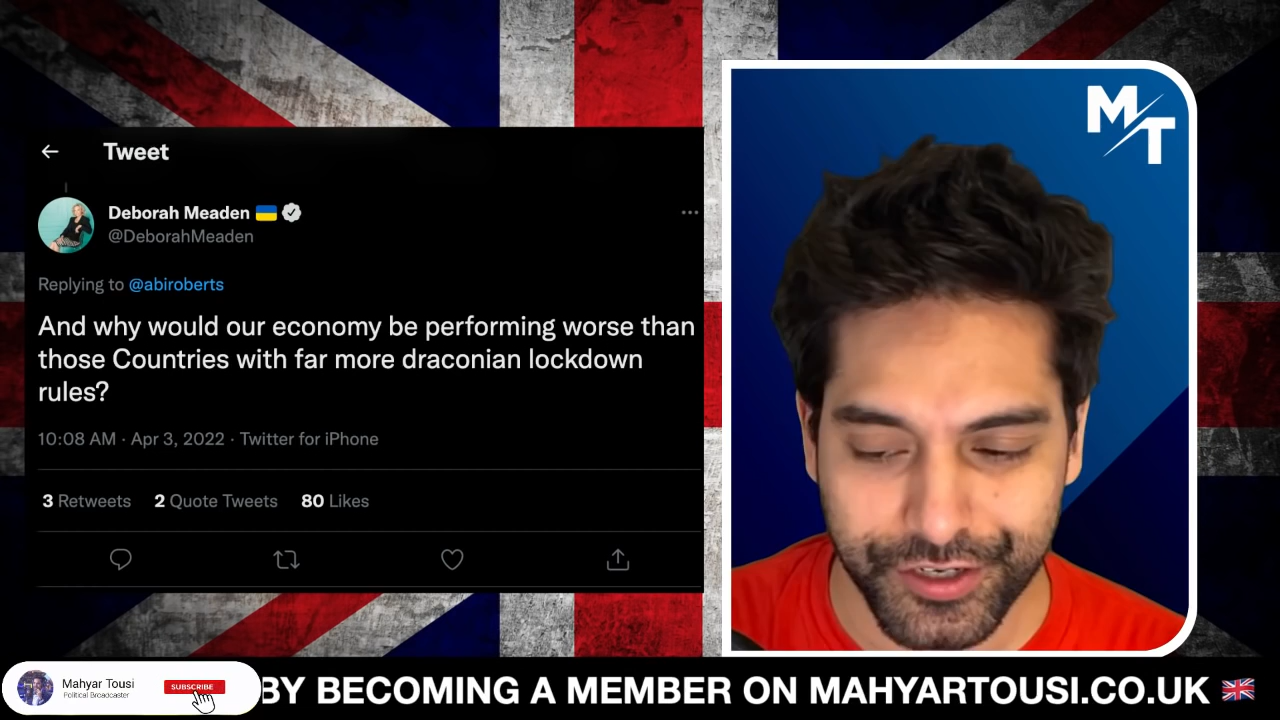 Tweet
Deborah Meaden
@DeborahMeaden
Replying to @abiroberts
And why would our economy be performing worse than
those Countries with far more draconian lockdown
rules?
10:08 AM · Apr 3, 2022 · Twitter for iPhone
3 Retweets 2 Quote Tweets 80 Likes
MT
Mahyar Tousi
Political Broadcaster
SUBSCRIBE
BY BECOMING A MEMBER ON MAHYARTOUSI.CO.UK